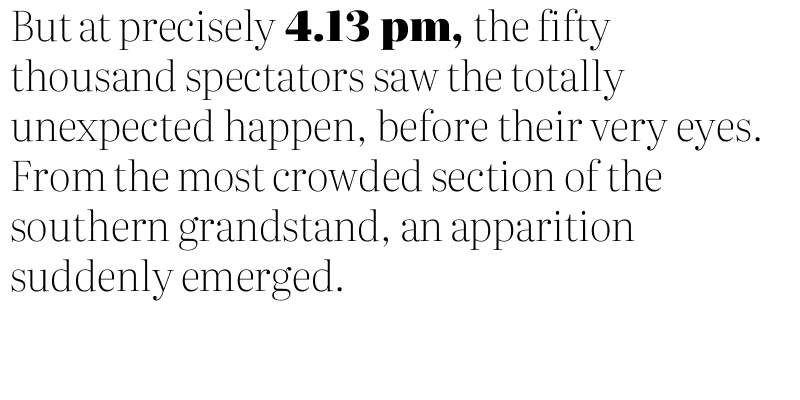 But at precisely 4.13 pm, the fifty
thousand spectators saw the totally
unexpected happen, before their very eyes.
From the most crowded section of the
southern grandstand, an apparition
suddenly emerged.